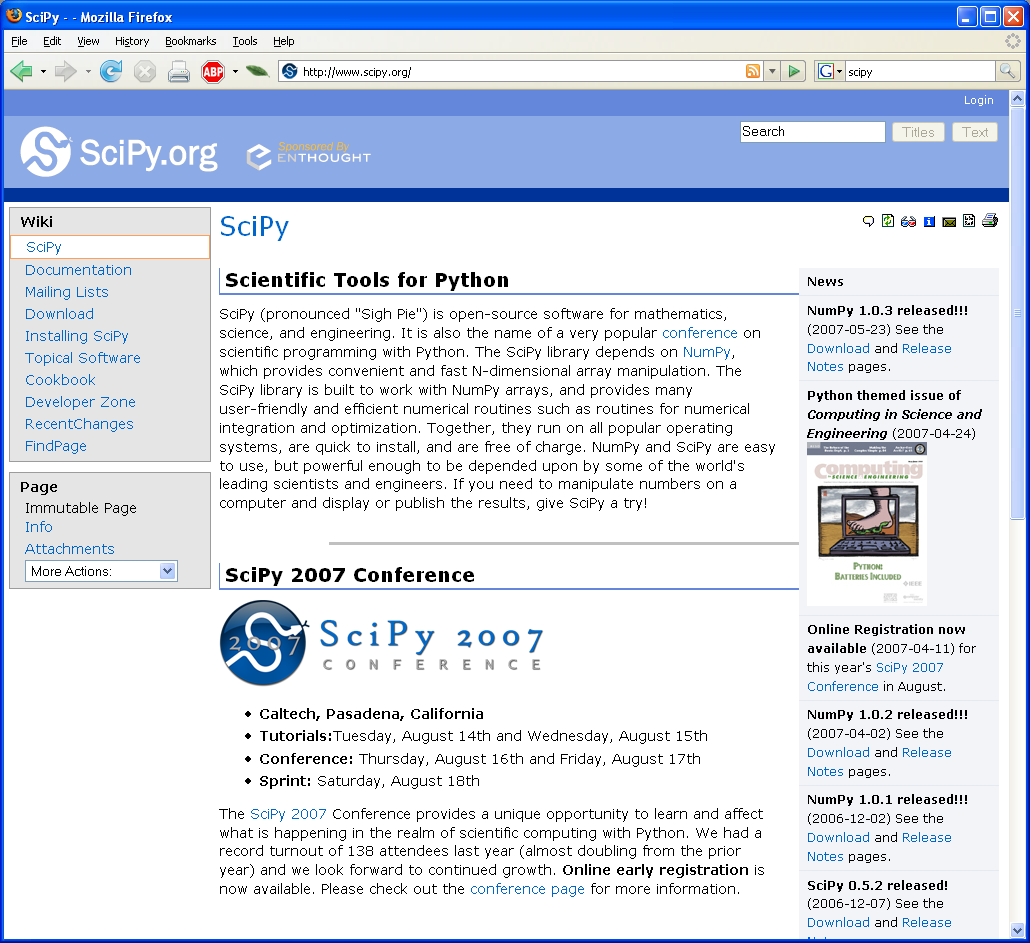 SciPy - - Mozilla Firefox
File Edit View History Bookmarks Tools Help
ABP
http://www.scipy.org/
G
scipy
Login
SciPy.org
Sponsored By
ENTHOUGHT
Search
Titles
Text
Wiki
SciPy
Documentation
Mailing Lists
Download
Installing SciPy
Topical Software
Cookbook
Developer Zone
RecentChanges
FindPage
Page
Immutable Page
Info
Attachments
More Actions:
SciPy
Scientific Tools for Python
SciPy (pronounced "Sigh Pie") is open-source software for mathematics,
science, and engineering. It is also the name of a very popular conference on
scientific programming with Python. The SciPy library depends on NumPy,
which provides convenient and fast N-dimensional array manipulation. The
SciPy library is built to work with NumPy arrays, and provides many
user-friendly and efficient numerical routines such as routines for numerical
integration and optimization. Together, they run on all popular operating
systems, are quick to install, and are free of charge. NumPy and SciPy are easy
to use, but powerful enough to be depended upon by some of the world's
leading scientists and engineers. If you need to manipulate numbers on a
computer and display or publish the results, give SciPy a try!
SciPy 2007 Conference
2007
SciPy 2007
CONFERENCE
• Caltech, Pasadena, California
• Tutorials:Tuesday, August 14th and Wednesday, August 15th
• Conference: Thursday, August 16th and Friday, August 17th
• Sprint: Saturday, August 18th
The SciPy 2007 Conference provides a unique opportunity to learn and affect
what is happening in the realm of scientific computing with Python. We had a
record turnout of 138 attendees last year (almost doubling from the prior
year) and we look forward to continued growth. Online early registration is
now available. Please check out the conference page for more information.
News
NumPy 1.0.3 released!!!
(2007-05-23) See the
Download and Release
Notes pages.
Python themed issue of
Computing in Science and
Engineering (2007-04-24)
computing
in SCIENCE & ENGINEERING
PYTHON:
BATTERIES INCLUDED
IEEE
Online Registration now
available (2007-04-11) for
this year's SciPy 2007
Conference in August.
NumPy 1.0.2 released!!!
(2007-04-02) See the
Download and Release
Notes pages.
NumPy 1.0.1 released!!!
(2006-12-02) See the
Download and Release
Notes pages.
SciPy 0.5.2 released!
(2006-12-07) See the
Download and Release